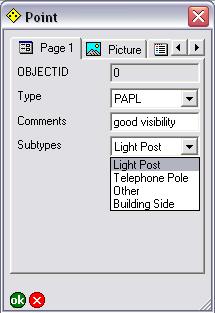 Point
Page 1 Picture
OBJECTID 0
Type PAPL
Comments good visibility
Subtypes Light Post
Light Post
Telephone Pole
Other
Building Side
ok